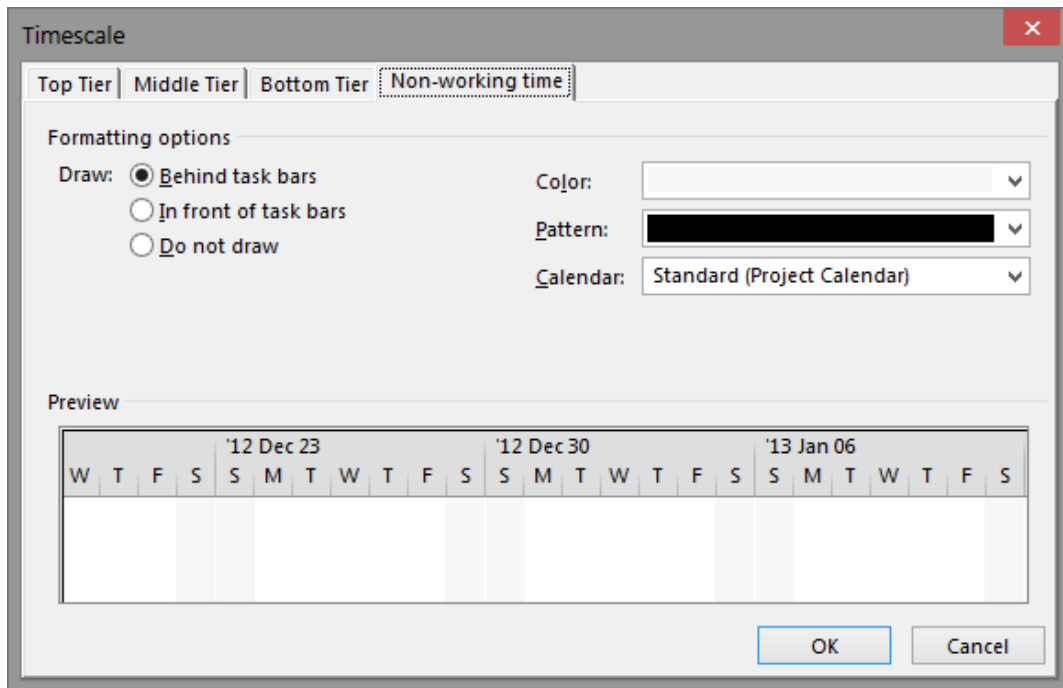 Timescale
Top Tier Middle Tier Bottom Tier Non-working time
Formatting options
Draw: Behind task bars
In front of task bars
Do not draw
Color:
Pattern:
Calendar: Standard (Project Calendar)
Preview
'12 Dec 23 '12 Dec 30 '13 Jan 06
W T F S S M T W T F S S M T W T F S S M T W T F S
OK Cancel